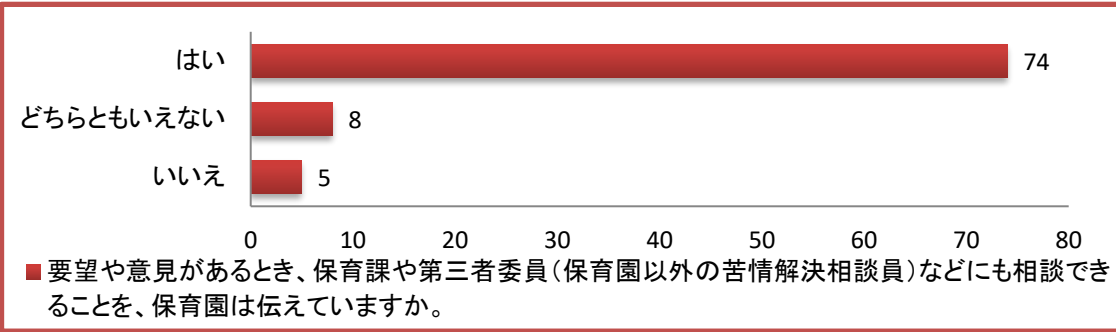 はい 74
どちらともいえない 8
いいえ 5
0 10 20 30 40 50 60 70 80
要望や意見があるとき、保育課や第三者委員(保育園以外の苦情解決相談員)などにも相談でき
ることを、保育園は伝えていますか。